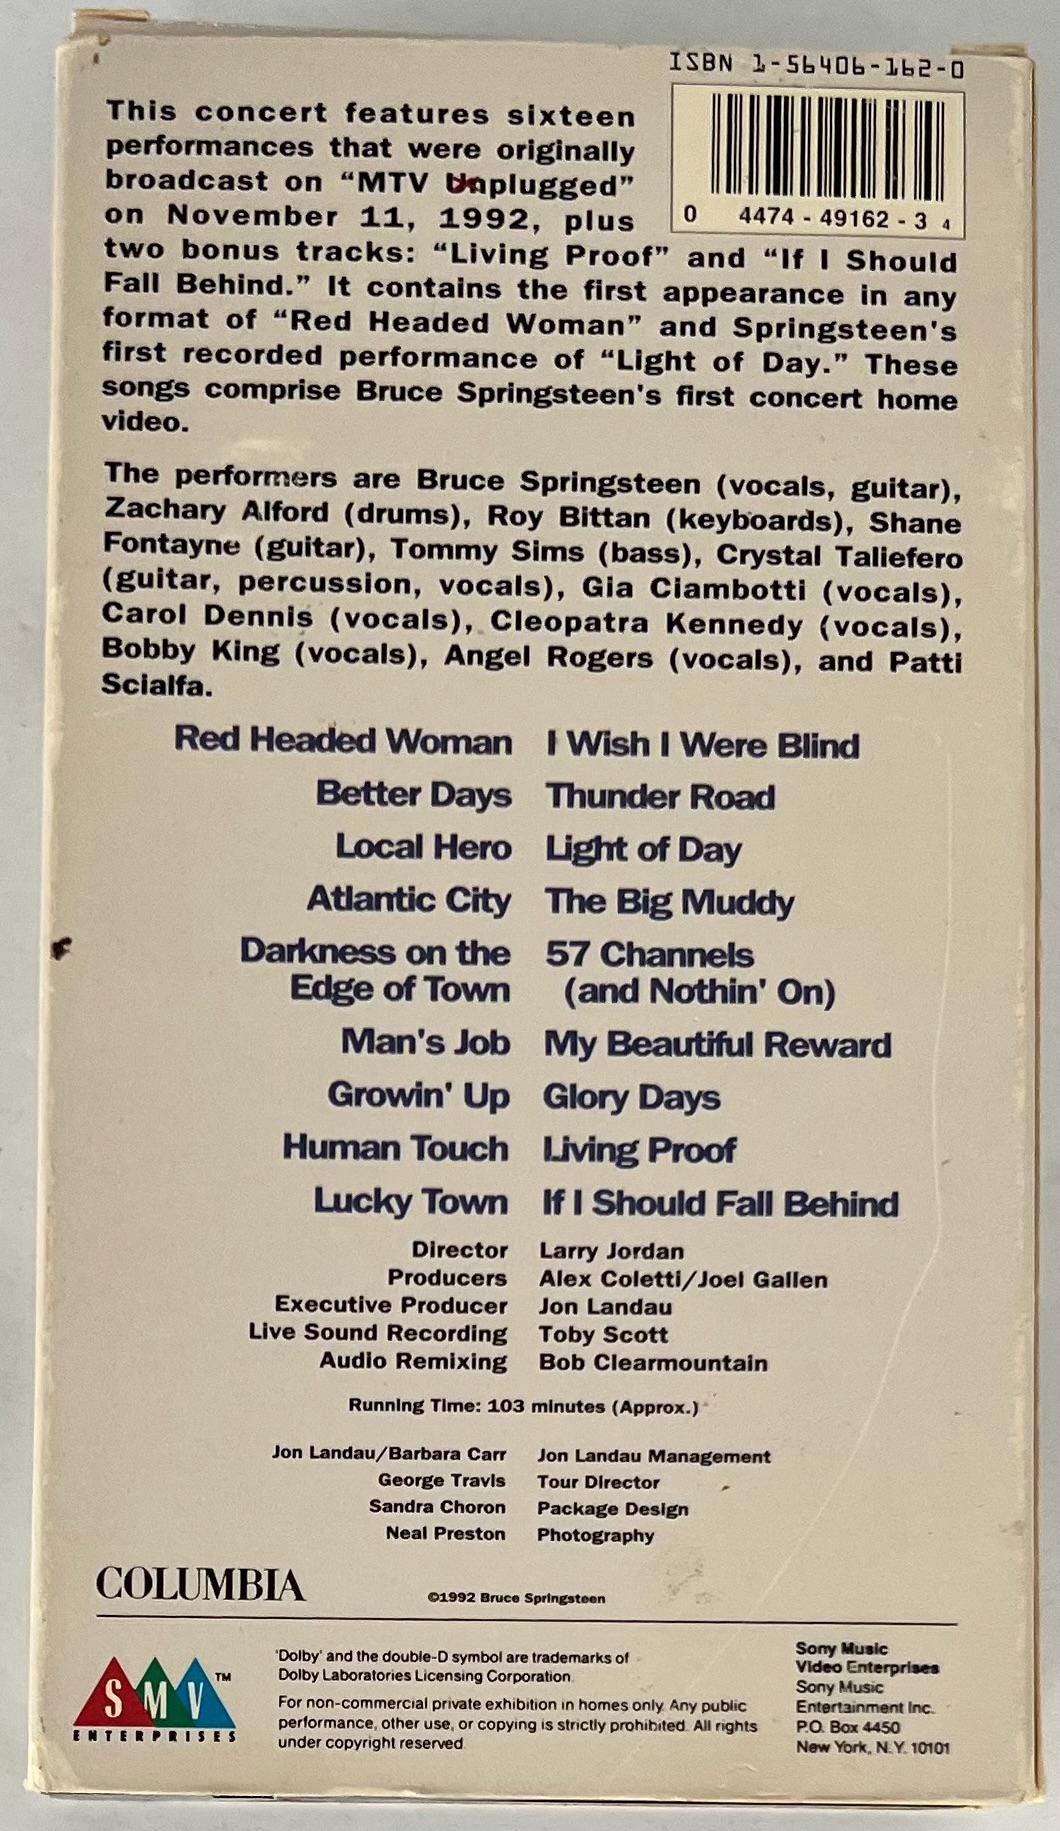 ISBN 1-56406-162-0
This concert features sixteen
performances that were originally
broadcast on “MTV Unplugged”
on November 11, 1992, plus
0 4474 - 49162 - 3 4
two bonus tracks: “Living Proof” and “If I Should
Fall Behind.” It contains the first appearance in any
format of “Red Headed Woman” and Springsteen's
first recorded performance of “Light of Day.” These
songs comprise Bruce Springsteen's first concert home
video.
The performers are Bruce Springsteen (vocals, guitar),
Zachary Alford (drums), Roy Bittan (keyboards), Shane
Fontayne (guitar), Tommy Sims (bass), Crystal Taliefero
(guitar, percussion, vocals), Gia Ciambotti (vocals),
Carol Dennis (vocals), Cleopatra Kennedy (vocals),
Bobby King (vocals), Angel Rogers (vocals), and Patti
Scialfa.
Red Headed Woman I Wish I Were Blind
Better Days Thunder Road
Local Hero Light of Day
Atlantic City The Big Muddy
Darkness on the 57 Channels
Edge of Town (and Nothin' On)
Man's Job My Beautiful Reward
Growin' Up Glory Days
Human Touch Living Proof
Lucky Town If I Should Fall Behind
Director Larry Jordan
Producers Alex Coletti/Joel Gallen
Executive Producer Jon Landau
Live Sound Recording Toby Scott
Audio Remixing Bob Clearmountain
Running Time: 103 minutes (Approx.)
Jon Landau/Barbara Carr Jon Landau Management
George Travis Tour Director
Sandra Choron Package Design
Neal Preston Photography
COLUMBIA ©1992 Bruce Springsteen
SMV™
ENTERPRISES
'Dolby' and the double-D symbol are trademarks of
Dolby Laboratories Licensing Corporation.
For non-commercial private exhibition in homes only. Any public
performance, other use, or copying is strictly prohibited. All rights
under copyright reserved.
Sony Music
Video Enterprises
Sony Music
Entertainment Inc.
P.O. Box 4450
New York, N.Y. 10101